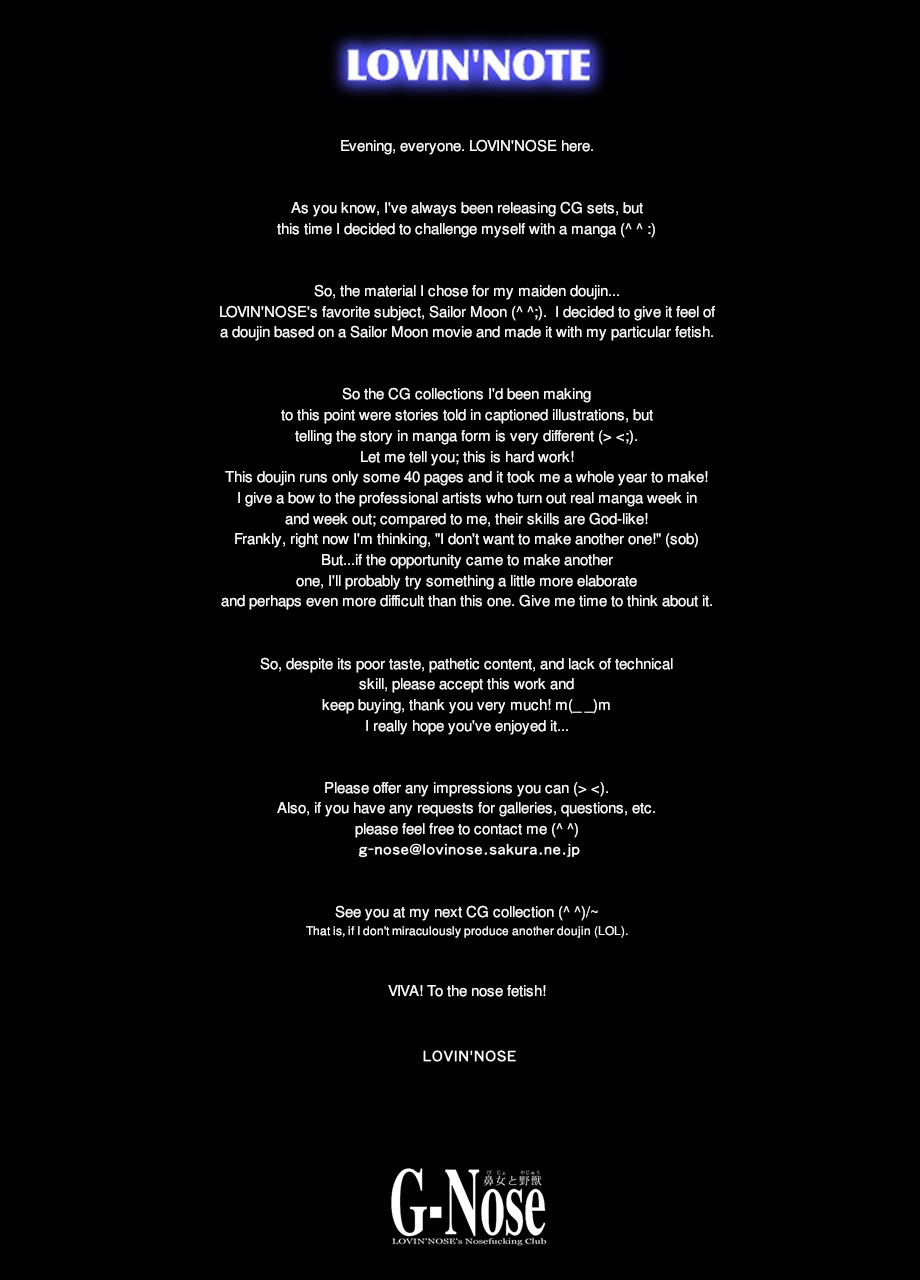 LOVIN'NOTE
Evening, everyone. LOVIN'NOSE here.
As you know, I've always been releasing CG sets, but
this time I decided to challenge myself with a manga (^ ^ :)
So, the material I chose for my maiden doujin...
LOVIN'NOSE's favorite subject, Sailor Moon (^ ^;).  I decided to give it feel of
a doujin based on a Sailor Moon movie and made it with my particular fetish.
So the CG collections I'd been making
to this point were stories told in captioned illustrations, but
telling the story in manga form is very different (> <;).
Let me tell you; this is hard work!
This doujin runs only some 40 pages and it took me a whole year to make!
I give a bow to the professional artists who turn out real manga week in
and week out; compared to me, their skills are God-like!
Frankly, right now I'm thinking, "I don't want to make another one!" (sob)
But...if the opportunity came to make another
one, I'll probably try something a little more elaborate
and perhaps even more difficult than this one. Give me time to think about it.
So, despite its poor taste, pathetic content, and lack of technical
skill, please accept this work and
keep buying, thank you very much! m(_ _)m
I really hope you've enjoyed it...
Please offer any impressions you can (> <).
Also, if you have any requests for galleries, questions, etc.
please feel free to contact me (^ ^)
g-nose@lovinose.sakura.ne.jp
See you at my next CG collection (^ ^)/~
That is, if I don't miraculously produce another doujin (LOL).
VIVA! To the nose fetish!
LOVIN'NOSE
びじょ やじゅう
鼻女と野獣
G-Nose
LOVIN'NOSE's Nosefucking Club